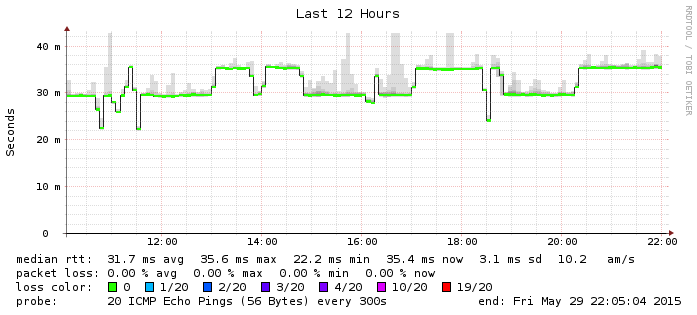 Last 12 Hours
RRDTOOL / TOBI OETIKER
Seconds
40 m
30 m
20 m
10 m
0
12:00 14:00 16:00 18:00 20:00 22:00
median rtt: 31.7 ms avg 35.6 ms max 22.2 ms min 35.4 ms now 3.1 ms sd 10.2 am/s
packet loss: 0.00 % avg 0.00 % max 0.00 % min 0.00 % now
loss color: 0 1/20 2/20 3/20 4/20 10/20 19/20
probe: 20 ICMP Echo Pings (56 Bytes) every 300s end: Fri May 29 22:05:04 2015